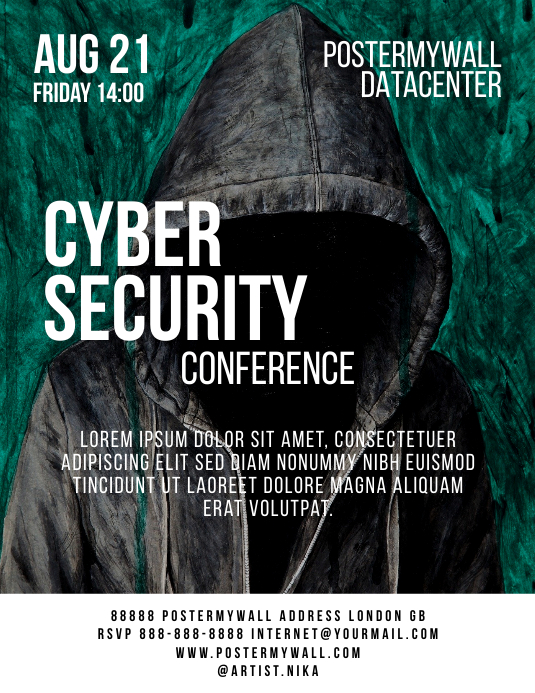 AUG 21
FRIDAY 14:00
POSTERMYWALL
DATACENTER
CYBER
SECURITY
CONFERENCE
LOREM IPSUM DOLOR SIT AMET, CONSECTETUER
ADIPISCING ELIT SED DIAM NONUMMY NIBH EUISMOD
TINCIDUNT UT LAOREET DOLORE MAGNA ALIQUAM
ERAT VOLUTPAT.
88888 POSTERMYWALL ADDRESS LONDON GB
RSVP 888-888-8888 INTERNET@YOURMAIL.COM
WWW.POSTERMYWALL.COM
@ARTIST.NIKA